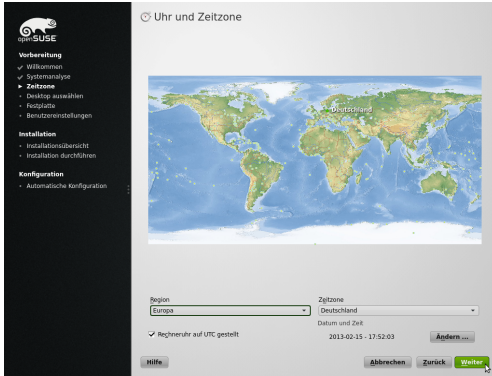 openSUSE
Vorbereitung
Willkommen
Systemanalyse
Zeitzone
Desktop auswählen
Festplatte
Benutzereinstellungen
Installation
Installationsübersicht
Installation durchführen
Konfiguration
Automatische Konfiguration
Uhr und Zeitzone
Deutschland
Region
Europa
Zeitzone
Deutschland
Rechneruhr auf UTC gestellt
Datum und Zeit
2013-02-15 - 17:52:03
Ändern ...
Hilfe
Abbrechen
Zurück
Weiter